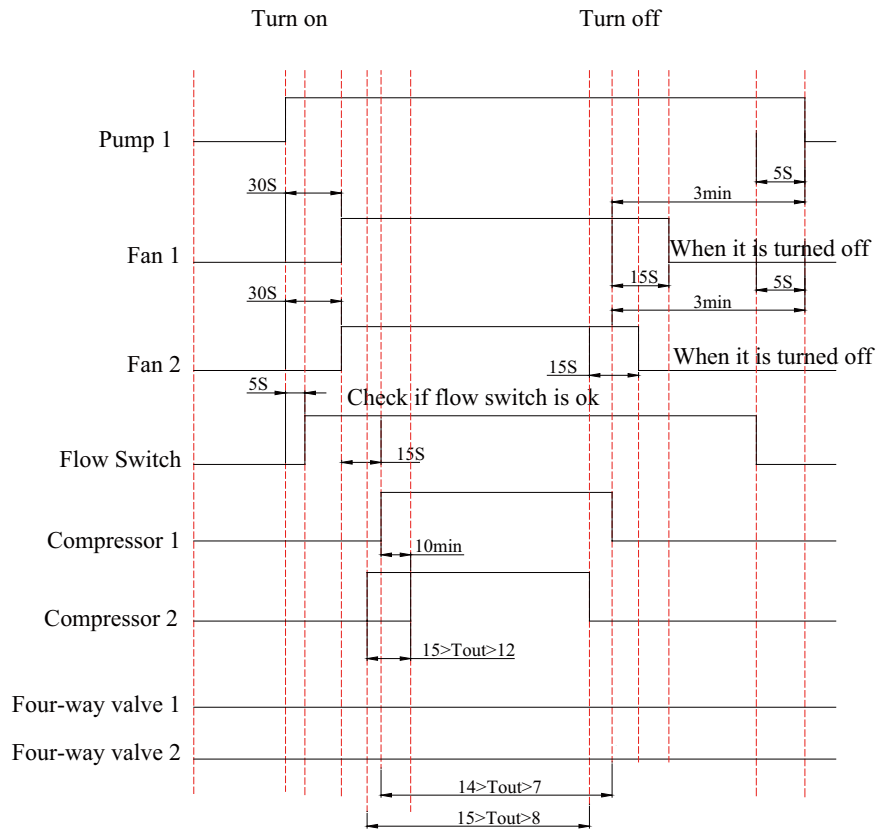 Turn on
Turn off
Pump 1
30S
5S
3min
Fan 1
When it is turned off
15S
5S
30S
3min
Fan 2
When it is turned off
15S
5S
Check if flow switch is ok
Flow Switch
15S
Compressor 1
10min
Compressor 2
15>Tout>12
Four-way valve 1
Four-way valve 2
14>Tout>7
15>Tout>8